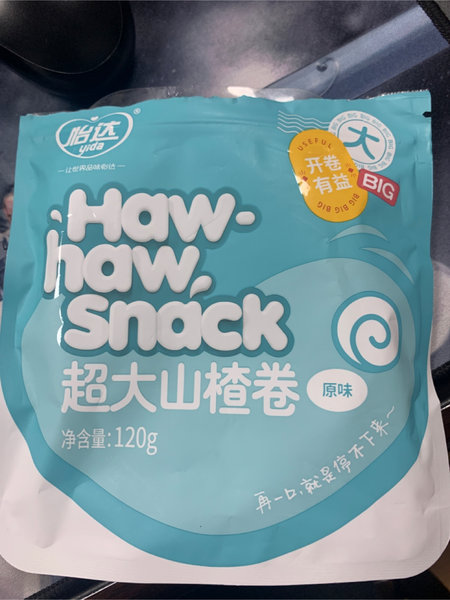 怡达
yida
让世界品味怡达
USEFUL
开卷
有益
BIG BIG BIG
大
BIG
Haw-
haw
Snack
超大山楂卷
原味
净含量:120g
再一口,就是停不下来~